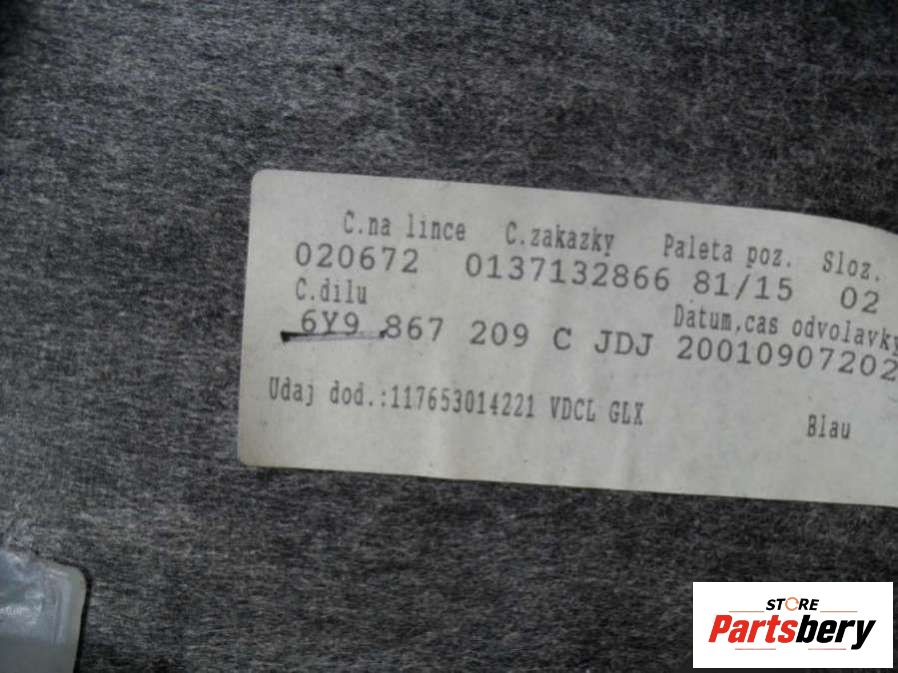 C.na lince C.zakazky Paleta poz. Sloz.
020672 0137132866 81/15 02
C.dilu Datum,cas odvolavky
6Y9 867 209 C JDJ 20010907202
Udaj dod.:117653014221 VDCL GLX Blau
STORE
Partsbery